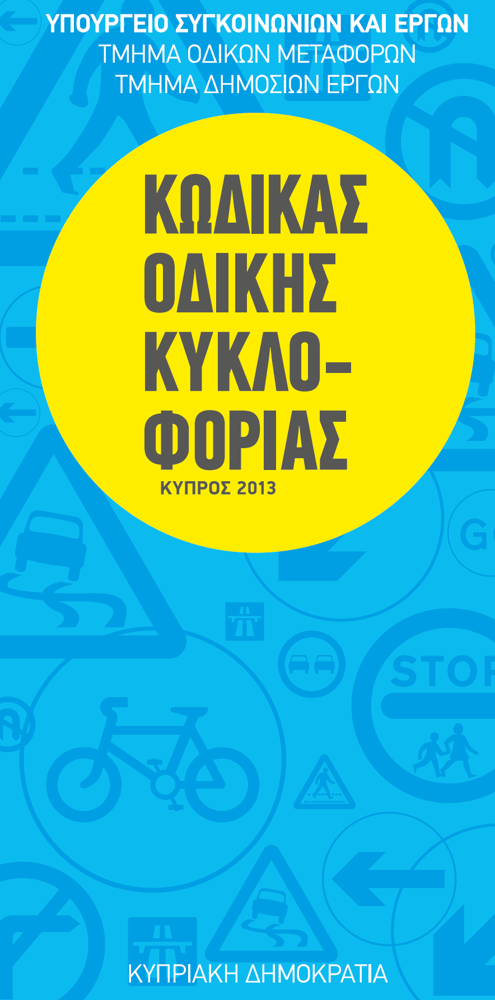 ΥΠΟΥΡΓΕΙΟ ΣΥΓΚΟΙΝΩΝΙΩΝ ΚΑΙ ΕΡΓΩΝ
ΤΜΗΜΑ ΟΔΙΚΩΝ ΜΕΤΑΦΟΡΩΝ
ΤΜΗΜΑ ΔΗΜΟΣΙΩΝ ΕΡΓΩΝ
ΚΩΔΙΚΑΣ
ΟΔΙΚΗΣ
ΚΥΚΛΟ-
ΦΟΡΙΑΣ
ΚΥΠΡΟΣ 2013
GO
STOP
ΚΥΠΡΙΑΚΗ ΔΗΜΟΚΡΑΤΙΑ